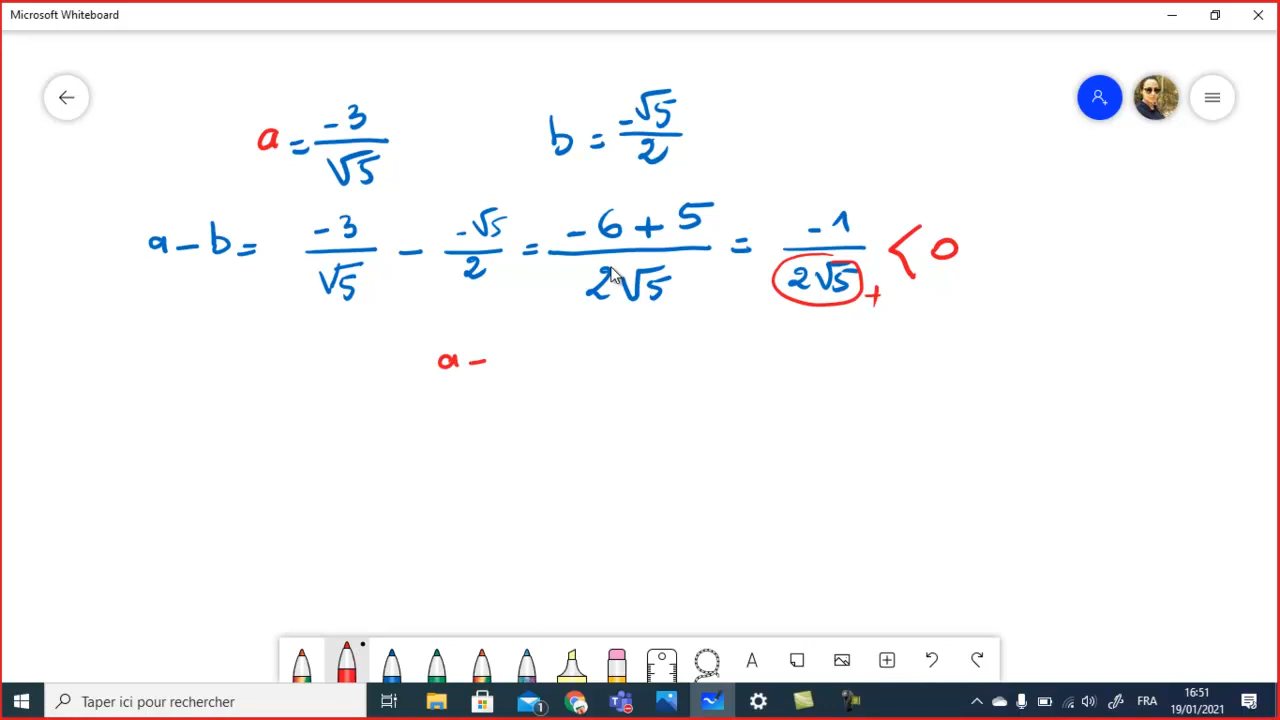 Microsoft Whiteboard
a = -3/√5 b = -√5/2
a - b = -3/√5 - -√5/2 = -6+5/2√5 = -1/2√5 + < 0
a -
A
Taper ici pour rechercher
1
FRA
16:51
19/01/2021